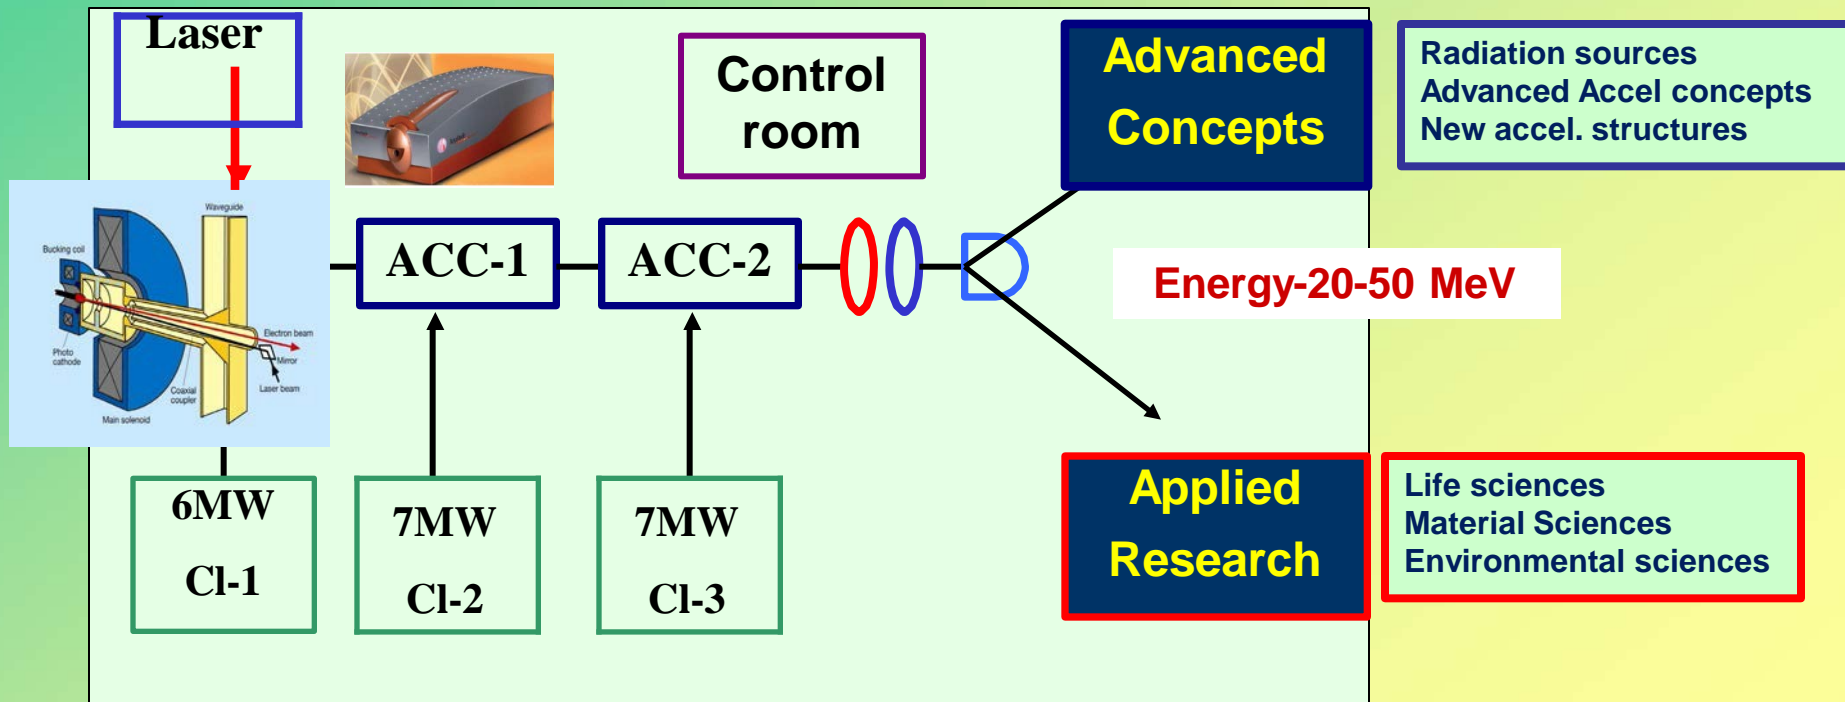 Laser
Control
room
Advanced
Concepts
Radiation sources
Advanced Accel concepts
New accel. structures
Waveguide
Bucking coil
Electron beam
Mirror
Laser beam
Photo
cathode
Coaxial
coupler
Main solenoid
ACC-1
ACC-2
Energy-20-50 MeV
6MW
Cl-1
7MW
Cl-2
7MW
Cl-3
Applied
Research
Life sciences
Material Sciences
Environmental sciences